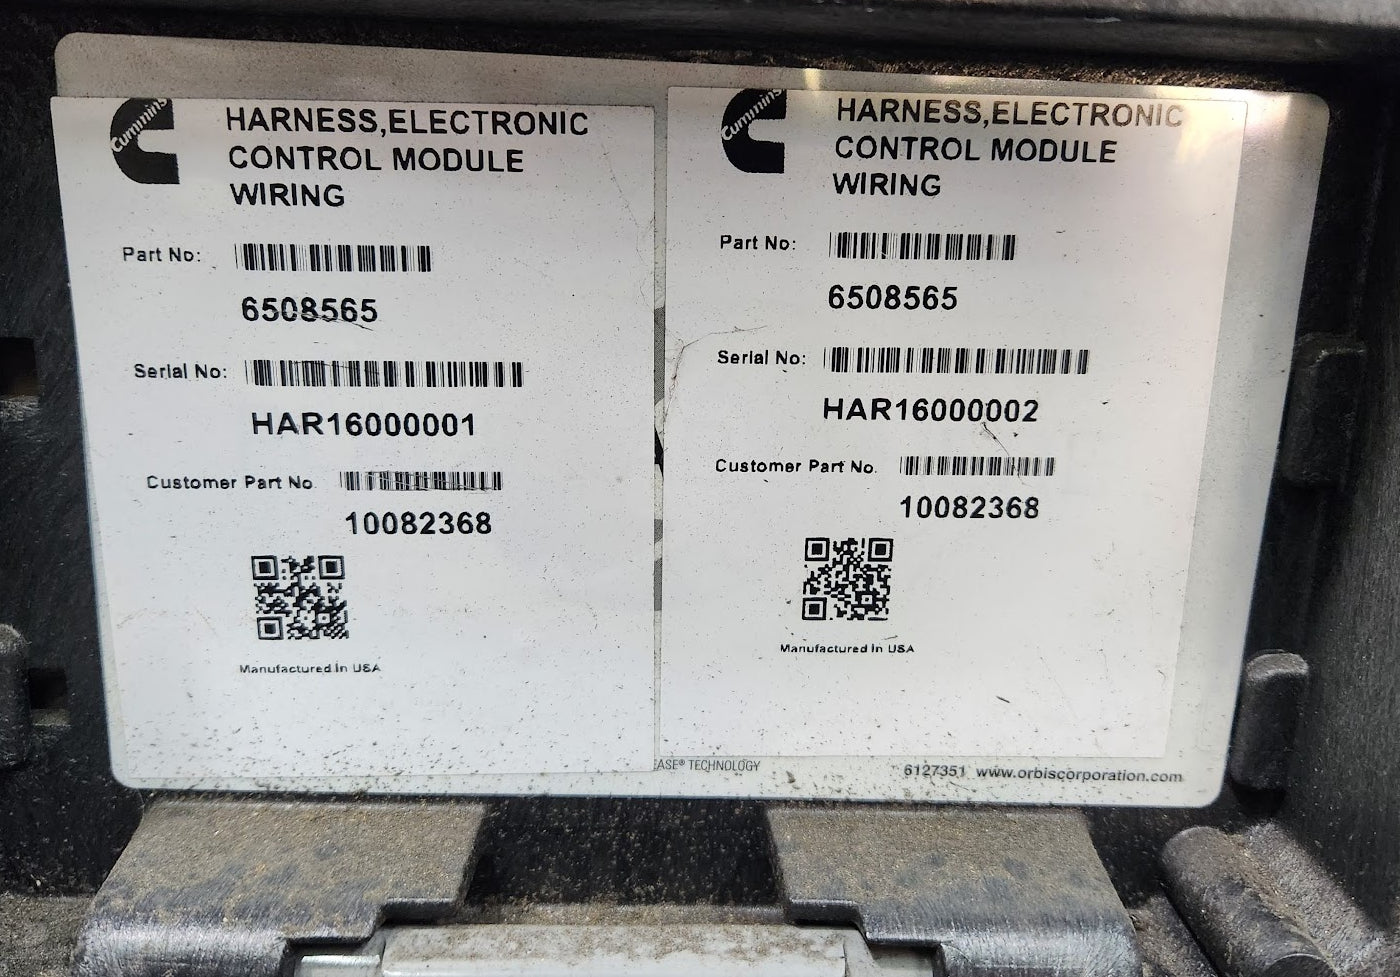 Cummins
HARNESS,ELECTRONIC
CONTROL MODULE
WIRING
Part No:
6508565
Serial No:
HAR16000001
Customer Part No.
10082368
Manufactured in USA
Cummins
HARNESS,ELECTRONIC
CONTROL MODULE
WIRING
Part No:
6508565
Serial No:
HAR16000002
Customer Part No.
10082368
Manufactured in USA
EASE® TECHNOLOGY
6127351 www.orbiscorporation.com